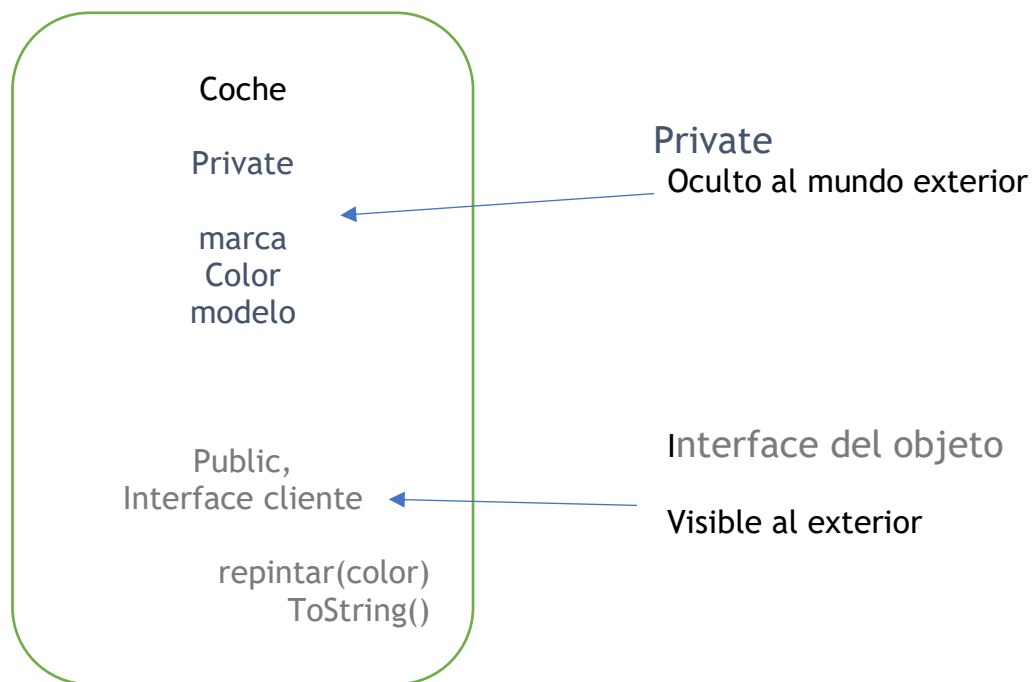 Coche
Private
marca
Color
modelo
Public,
Interface cliente
repintar(color)
ToString()
Private
Oculto al mundo exterior
Interface del objeto
Visible al exterior